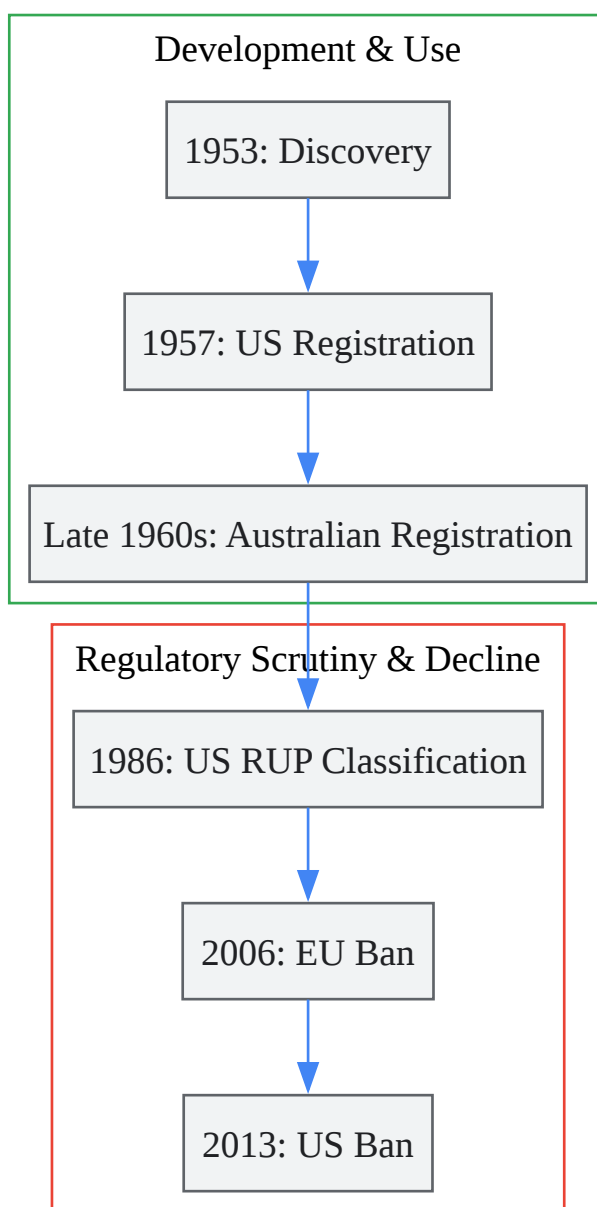 Development & Use
1953: Discovery
1957: US Registration
Late 1960s: Australian Registration
Regulatory Scrutiny & Decline
1986: US RUP Classification
2006: EU Ban
2013: US Ban